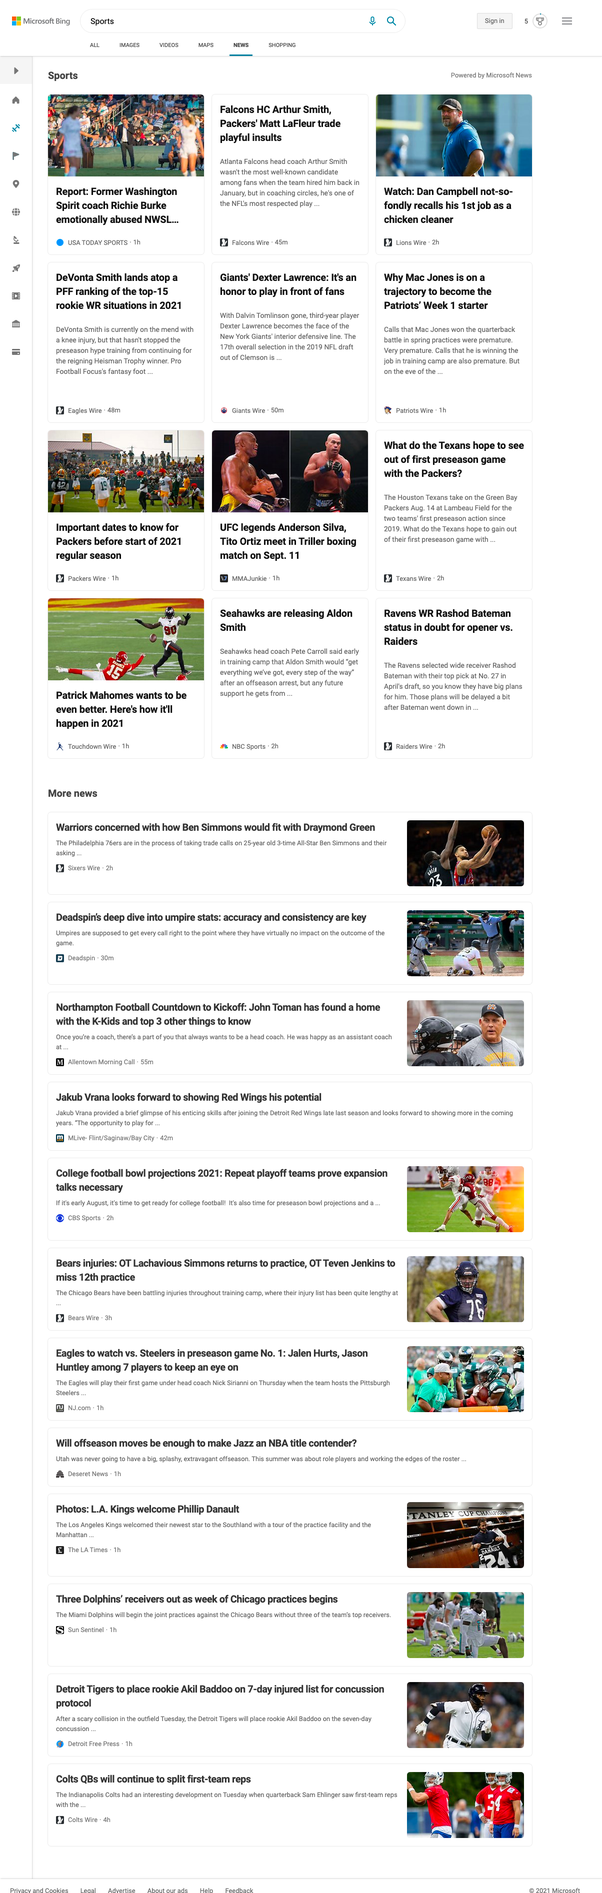 Microsoft Bing
Sports
Sign in
5
ALL
IMAGES
VIDEOS
MAPS
NEWS
SHOPPING
Sports
Powered by Microsoft News
Report: Former Washington
Spirit coach Richie Burke
emotionally abused NWSL...
USA TODAY SPORTS · 1h
Falcons HC Arthur Smith,
Packers' Matt LaFleur trade
playful insults
Atlanta Falcons head coach Arthur Smith
wasn't the most well-known candidate
among fans when the team hired him back in
January, but in coaching circles, he's one of
the NFL's most respected play ...
Falcons Wire · 45m
Watch: Dan Campbell not-so-
fondly recalls his 1st job as a
chicken cleaner
Lions Wire · 2h
DeVonta Smith lands atop a
PFF ranking of the top-15
rookie WR situations in 2021
DeVonta Smith is currently on the mend with
a knee injury, but that hasn't stopped the
preseason hype training from continuing for
the reigning Heisman Trophy winner. Pro
Football Focus's fantasy foot ...
Eagles Wire · 48m
Giants' Dexter Lawrence: It's an
honor to play in front of fans
With Dalvin Tomlinson gone, third-year player
Dexter Lawrence becomes the face of the
New York Giants' interior defensive line. The
17th overall selection in the 2019 NFL draft
out of Clemson is ...
Giants Wire · 50m
Why Mac Jones is on a
trajectory to become the
Patriots' Week 1 starter
Calls that Mac Jones won the quarterback
battle in spring practices were premature.
Very premature. Calls that he is winning the
job in training camp are also premature. But
on the eve of the ...
Patriots Wire · 1h
Important dates to know for
Packers before start of 2021
regular season
Packers Wire · 1h
UFC legends Anderson Silva,
Tito Ortiz meet in Triller boxing
match on Sept. 11
MMAJunkie · 1h
What do the Texans hope to see
out of first preseason game
with the Packers?
The Houston Texans take on the Green Bay
Packers Aug. 14 at Lambeau Field for the
two teams' first preseason action since
2019. What do the Texans hope to gain out
of their first preseason game with ...
Texans Wire · 2h
Patrick Mahomes wants to be
even better. Here's how it'll
happen in 2021
Touchdown Wire · 1h
Seahawks are releasing Aldon
Smith
Seahawks head coach Pete Carroll said early
in training camp that Aldon Smith would "get
everything we've got, every step of the way"
after an offseason arrest, but any future
support he gets from ...
NBC Sports · 2h
Ravens WR Rashod Bateman
status in doubt for opener vs.
Raiders
The Ravens selected wide receiver Rashod
Bateman with their top pick at No. 27 in
April's draft, so you know they have big plans
for him. Those plans will be delayed a bit
after Bateman went down in ...
Raiders Wire · 2h
More news
Warriors concerned with how Ben Simmons would fit with Draymond Green
The Philadelphia 76ers are in the process of taking trade calls on 25-year old 3-time All-Star Ben Simmons and their
asking ...
Sixers Wire · 2h
23
Deadspin's deep dive into umpire stats: accuracy and consistency are key
Umpires are supposed to get every call right to the point where they have virtually no impact on the outcome of the
game.
Deadspin · 30m
Northampton Football Countdown to Kickoff: John Toman has found a home
with the K-Kids and top 3 other things to know
Once you're a coach, there's a part of you that always wants to be a head coach. He was happy as an assistant coach
at ...
Allentown Morning Call · 55m
Jakub Vrana looks forward to showing Red Wings his potential
Jakub Vrana provided a brief glimpse of his enticing skills after joining the Detroit Red Wings late last season and looks forward to showing more in the coming
years. "The opportunity to play for ...
MLive- Flint/Saginaw/Bay City · 42m
College football bowl projections 2021: Repeat playoff teams prove expansion
talks necessary
If it's early August, it's time to get ready for college football! It's also time for preseason bowl projections and a ...
CBS Sports · 2h
Bears injuries: OT Lachavious Simmons returns to practice, OT Teven Jenkins to
miss 12th practice
The Chicago Bears have been battling injuries throughout training camp, where their injury list has been quite lengthy at
...
Bears Wire · 3h
76
Eagles to watch vs. Steelers in preseason game No. 1: Jalen Hurts, Jason
Huntley among 7 players to keep an eye on
The Eagles will play their first game under head coach Nick Sirianni on Thursday when the team hosts the Pittsburgh
Steelers ...
NJ.com · 1h
Will offseason moves be enough to make Jazz an NBA title contender?
Utah was never going to have a big, splashy, extravagant offseason. This summer was about role players and working the edges of the roster ...
Deseret News · 1h
Photos: L.A. Kings welcome Phillip Danault
The Los Angeles Kings welcomed their newest star to the Southland with a tour of the practice facility and the
Manhattan ...
The LA Times · 1h
STANLEY CUP CHAMPIONS
DANAULT
24
Three Dolphins' receivers out as week of Chicago practices begins
The Miami Dolphins will begin the joint practices against the Chicago Bears without three of the team's top receivers.
Sun Sentinel · 1h
Detroit Tigers to place rookie Akil Baddoo on 7-day injured list for concussion
protocol
After a scary collision in the outfield Tuesday, the Detroit Tigers will place rookie Akil Baddoo on the seven-day
concussion ...
Detroit Free Press · 1h
Colts QBs will continue to split first-team reps
The Indianapolis Colts had an interesting development on Tuesday when quarterback Sam Ehlinger saw first-team reps
with the ...
Colts Wire · 4h
54
Privacy and Cookies
Legal
Advertise
About our ads
Help
Feedback
© 2021 Microsoft